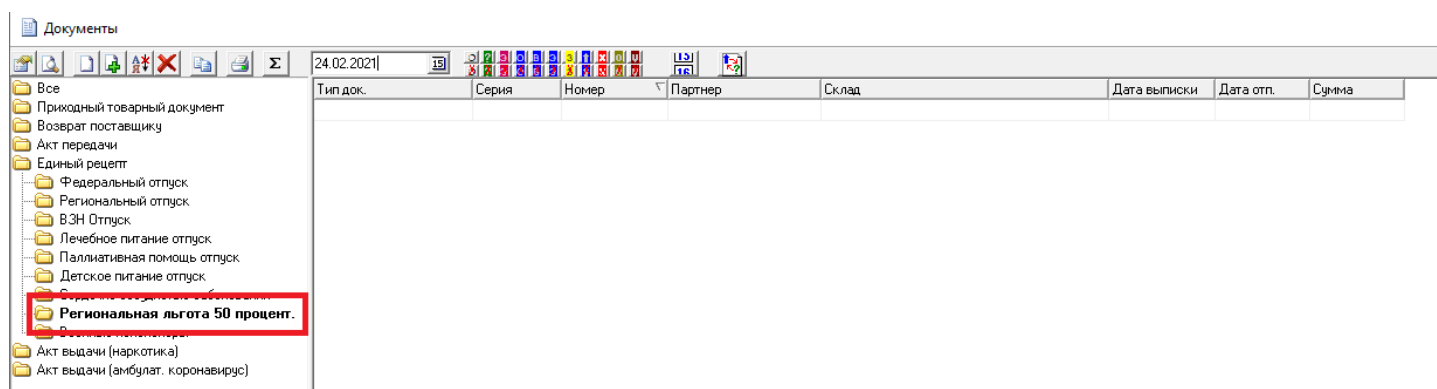 Документы
24.02.2021
Тип док. Серия Номер Партнер Склад Дата выписки Дата отп. Сумма
Все
Приходный товарный документ
Возврат поставщику
Акт передачи
Единый рецепт
Федеральный отпуск
Региональный отпуск
ВЗН Отпуск
Лечебное питание отпуск
Паллиативная помощь отпуск
Детское питание отпуск
Региональная льгота 50 процент.
Акт выдачи (наркотика)
Акт выдачи (амбулат. коронавирус)